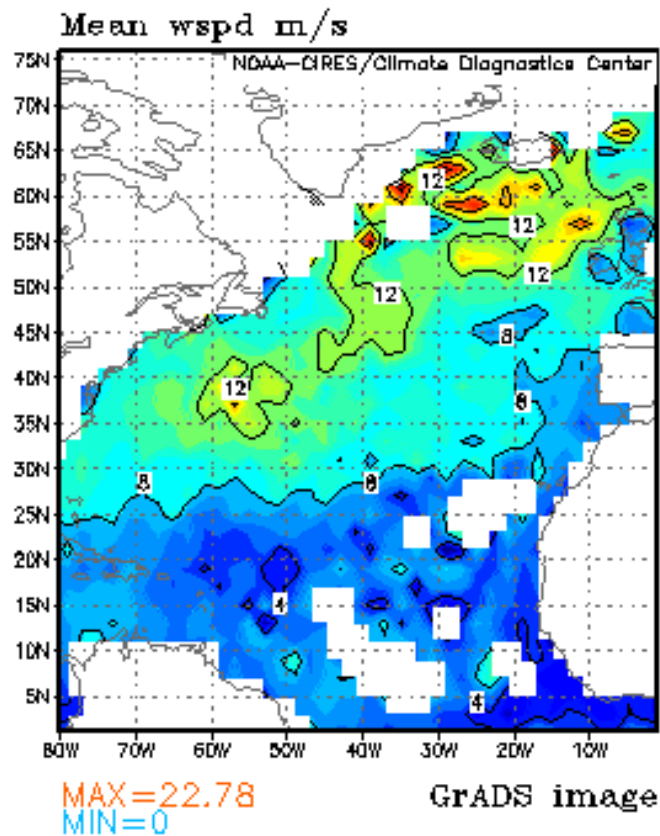 Mean wspd m/s
NOAA-CIRES/Climate Diagnostics Center
75N
70N
65N
60N
55N
50N
45N
40N
35N
30N
25N
20N
15N
10N
5N
12
12
12
12
8
12
8
8
8
4
4
80W 70W 60W 50W 40W 30W 20W 10W
MAX=22.78
MIN=0
GrADS image